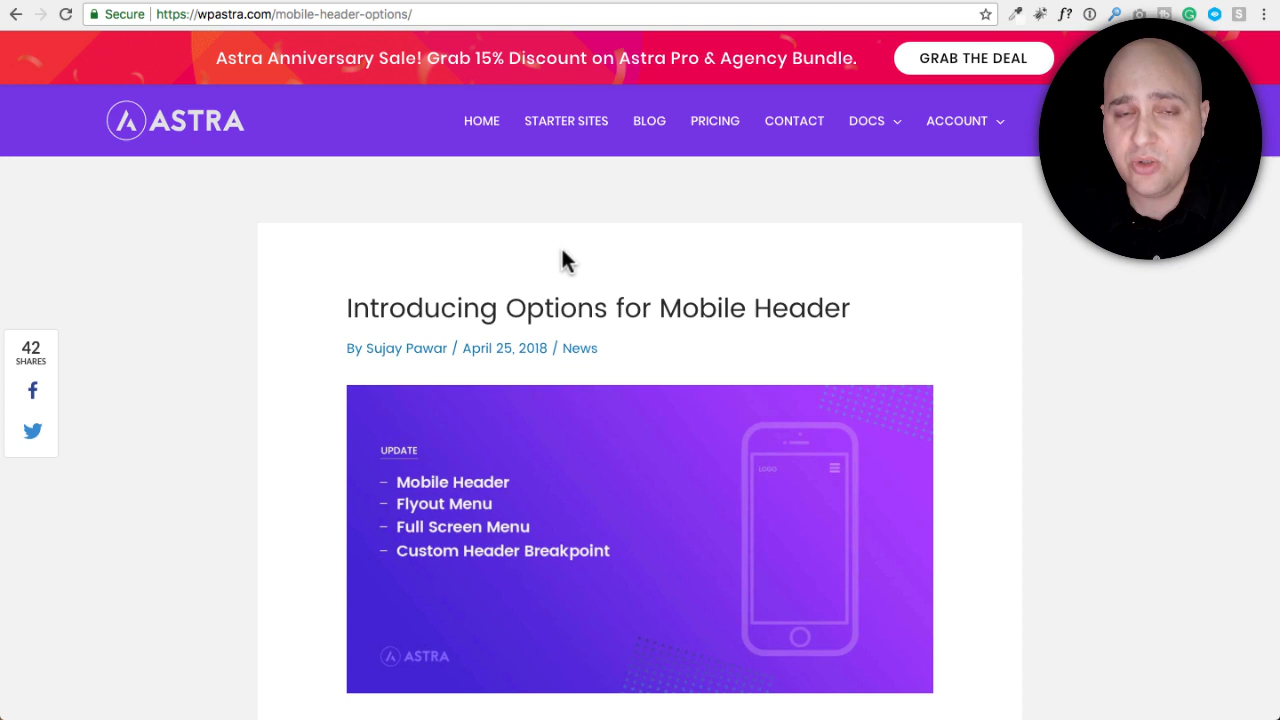 Secure | https://wpastra.com/mobile-header-options/
Astra Anniversary Sale! Grab 15% Discount on Astra Pro & Agency Bundle.
GRAB THE DEAL
ASTRA
HOME
STARTER SITES
BLOG
PRICING
CONTACT
DOCS
ACCOUNT
Introducing Options for Mobile Header
By Sujay Pawar / April 25, 2018 / News
42
SHARES
UPDATE
– Mobile Header
– Flyout Menu
– Full Screen Menu
– Custom Header Breakpoint
LOGO
ASTRA